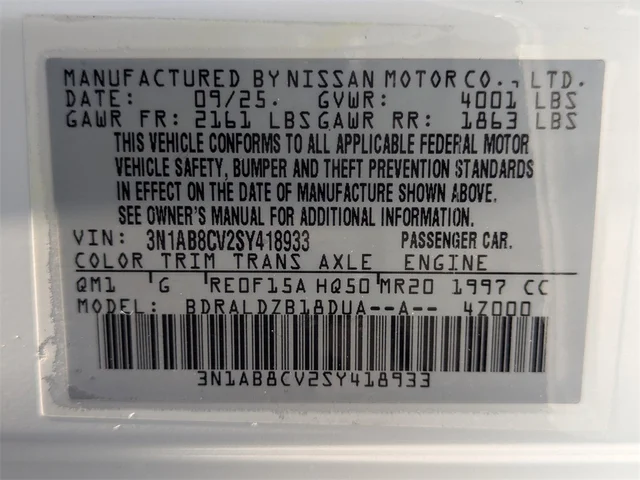 MANUFACTURED BY NISSAN MOTOR CO., LTD.
DATE: 09/25. GVWR: 4001 LBS
GAWR FR: 2161 LBS GAWR RR: 1863 LBS
THIS VEHICLE CONFORMS TO ALL APPLICABLE FEDERAL MOTOR
VEHICLE SAFETY, BUMPER AND THEFT PREVENTION STANDARDS
IN EFFECT ON THE DATE OF MANUFACTURE SHOWN ABOVE.
SEE OWNER'S MANUAL FOR ADDITIONAL INFORMATION.
VIN: 3N1AB8CV2SY418933 PASSENGER CAR.
COLOR TRIM TRANS AXLE ENGINE
QM1 G RE0F15A HQ50 MR20 1997 CC
MODEL: BDRALDZB18DUA--A-- 4Z000
3N1AB8CV2SY418933